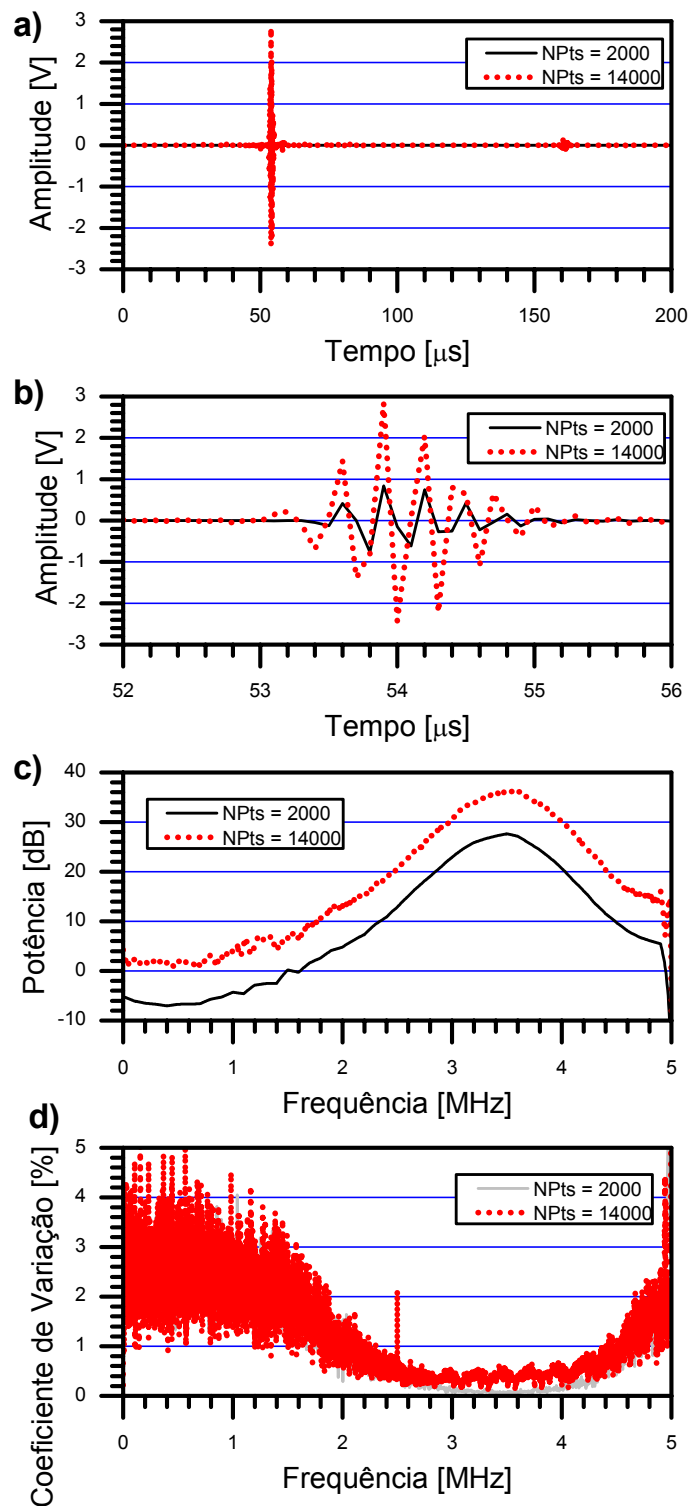 a)
3
2
1
0
-1
-2
-3
Amplitude [V]
NPts = 2000
NPts = 14000
0 50 100 150 200
Tempo [μs]
b)
3
2
1
0
-1
-2
-3
Amplitude [V]
NPts = 2000
NPts = 14000
52 53 54 55 56
Tempo [μs]
c)
40
30
20
10
0
-10
Potência [dB]
NPts = 2000
NPts = 14000
0 1 2 3 4 5
Frequência [MHz]
d)
5
4
3
2
1
0
Coeficiente de Variação [%]
NPts = 2000
NPts = 14000
0 1 2 3 4 5
Frequência [MHz]